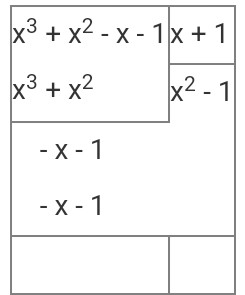 x³ + x² - x - 1 x + 1
x³ + x² x² - 1
- x - 1
- x - 1